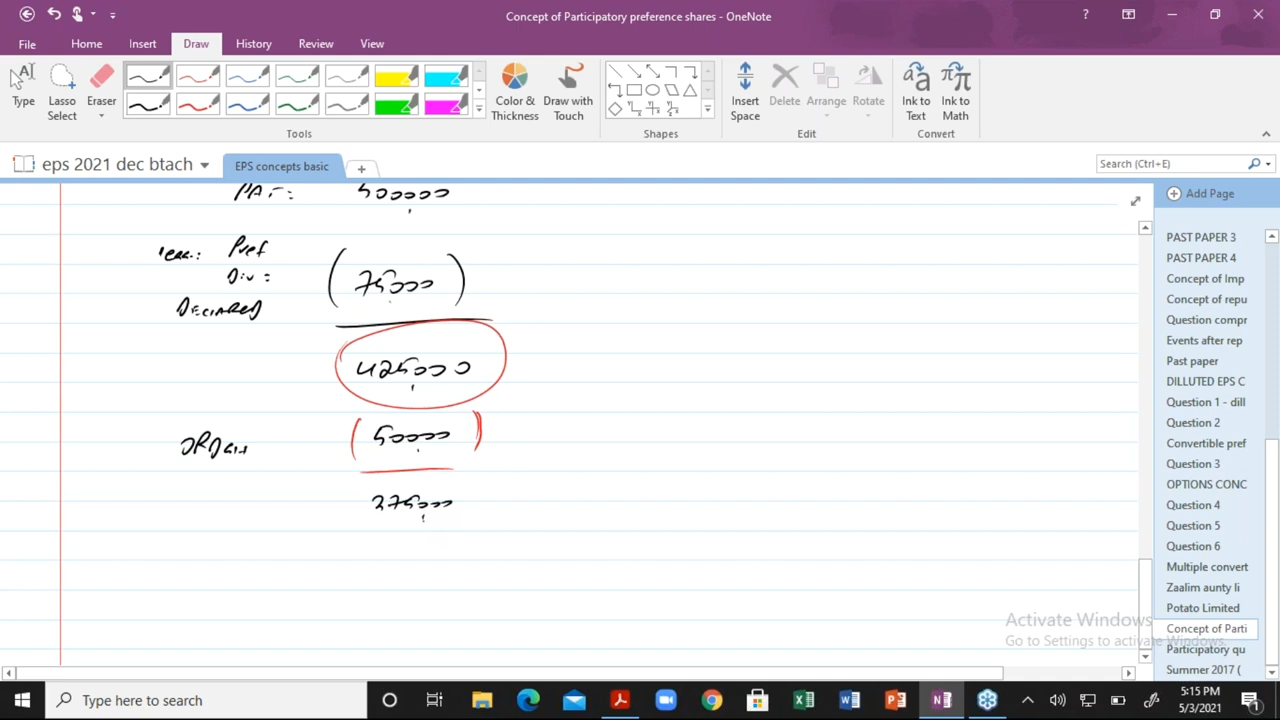 Concept of Participatory preference shares - OneNote
File Home Insert Draw History Review View
Type
Lasso Select
Eraser
Color & Thickness
Draw with Touch
Insert Space
Delete
Arrange
Rotate
Ink to Text
Ink to Math
Tools
Shapes
Edit
Convert
eps 2021 dec btach
EPS concepts basic
Search (Ctrl+E)
Add Page
PAT: 500000
Pref
Div:
DECLARED
(75000)
425000
(50000)
375000
PAST PAPER 3
PAST PAPER 4
Concept of Imp
Concept of repu
Question compr
Events after rep
Past paper
DILLUTED EPS C
Question 1 - dill
Question 2
Convertible pref
Question 3
OPTIONS CONC
Question 4
Question 5
Question 6
Multiple convert
Zaalim aunty li
Potato Limited
Concept of Parti
Participatory qu
Summer 2017 (
Activate Windows
Go to Settings to activate Windows.
Type here to search
5:15 PM
5/3/2021